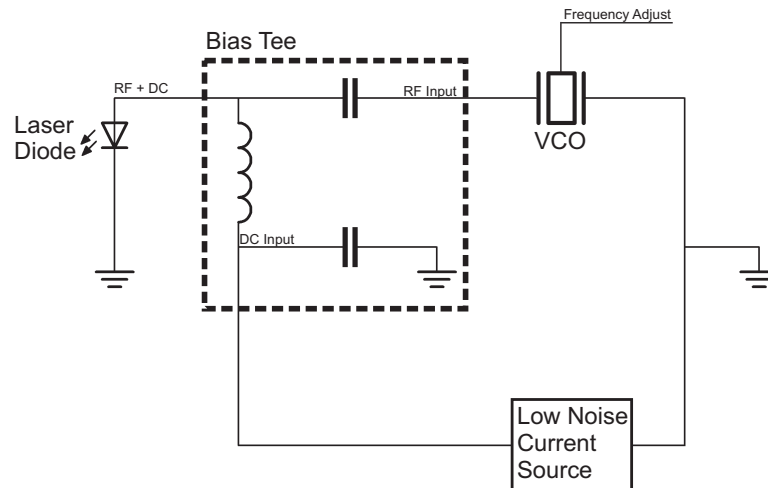 Frequency Adjust
Bias Tee
RF + DC
RF Input
Laser
Diode
VCO
DC Input
Low Noise
Current
Source